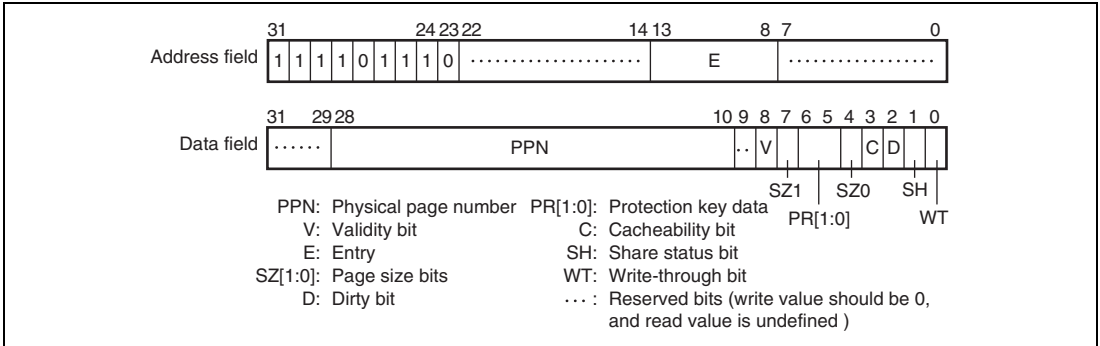 31 24 23 22 14 13 8 7 0
Address field 1 1 1 1 0 1 1 1 0 .................... E ..................
31 29 28 10 9 8 7 6 5 4 3 2 1 0
Data field ...... PPN .. V C D
SZ1 SZ0 SH
PR[1:0] WT
PPN: Physical page number PR[1:0]: Protection key data
V: Validity bit C: Cacheability bit
E: Entry SH: Share status bit
SZ[1:0]: Page size bits WT: Write-through bit
D: Dirty bit ... : Reserved bits (write value should be 0,
and read value is undefined )